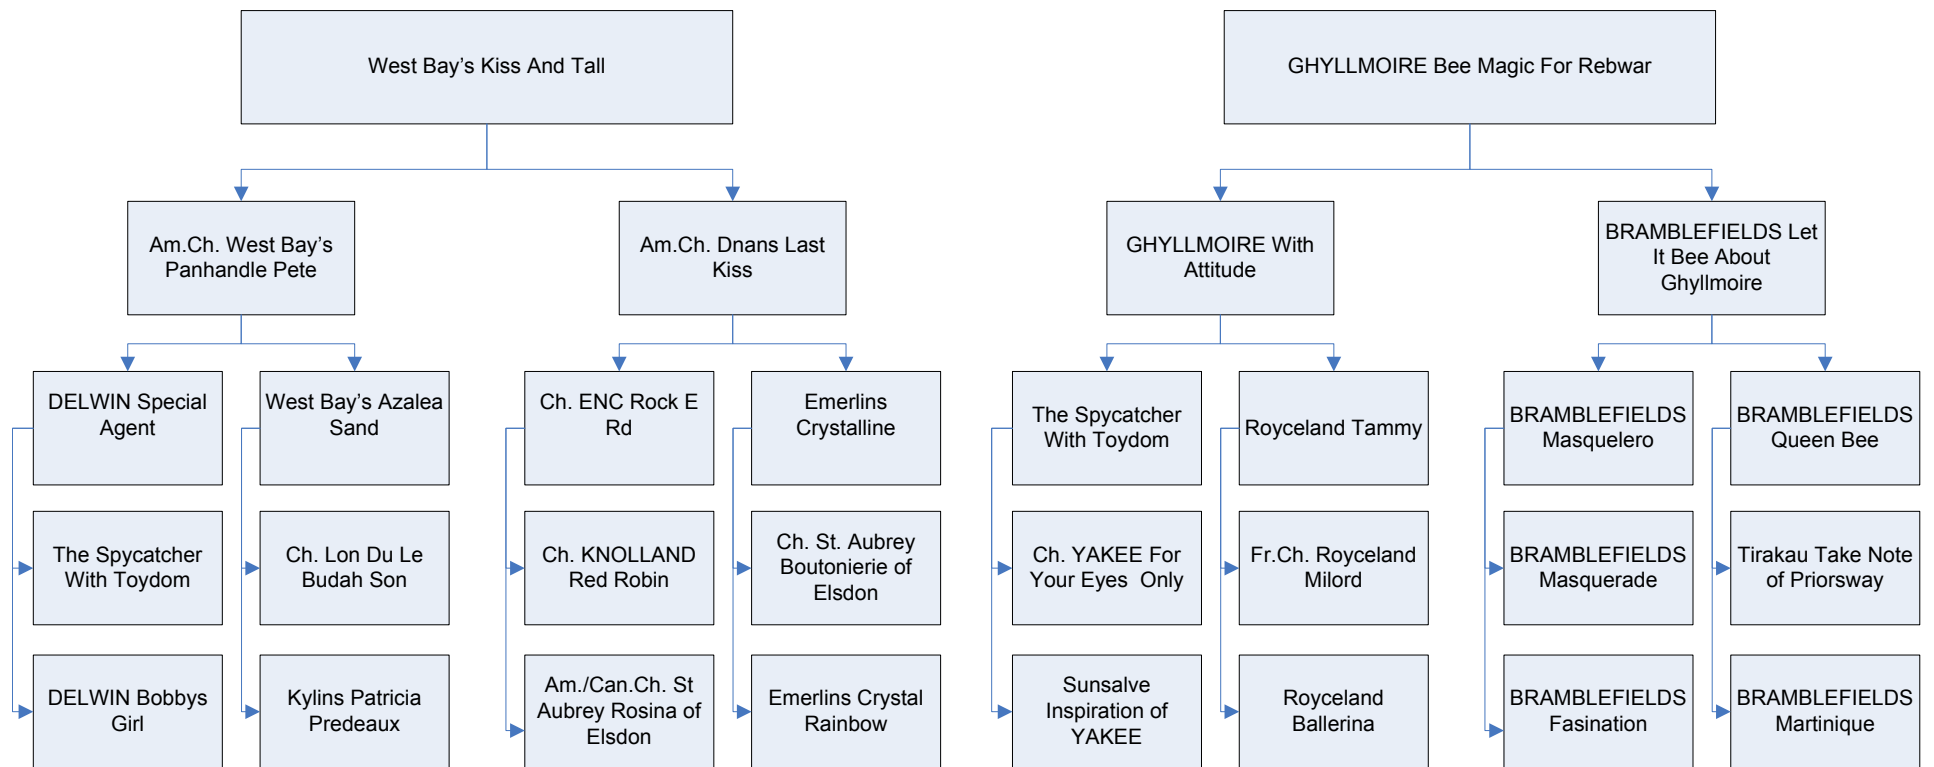 West Bay's Kiss And Tall
GHYLLMOIRE Bee Magic For Rebwar
Am.Ch. West Bay's
Panhandle Pete
Am.Ch. Dnans Last
Kiss
GHYLLMOIRE With
Attitude
BRAMBLEFIELDS Let
It Bee About
Ghyllmoire
DELWIN Special
Agent
West Bay's Azalea
Sand
Ch. ENC Rock E
Rd
Emerlins
Crystalline
The Spycatcher
With Toydom
Royceland Tammy
BRAMBLEFIELDS
Masquelero
BRAMBLEFIELDS
Queen Bee
The Spycatcher
With Toydom
Ch. Lon Du Le
Budah Son
Ch. KNOLLAND
Red Robin
Ch. St. Aubrey
Boutonierie of
Elsdon
Ch. YAKEE For
Your Eyes  Only
Fr.Ch. Royceland
Milord
BRAMBLEFIELDS
Masquerade
Tirakau Take Note
of Priorsway
DELWIN Bobbys
Girl
Kylins Patricia
Predeaux
Am./Can.Ch. St
Aubrey Rosina of
Elsdon
Emerlins Crystal
Rainbow
Sunsalve
Inspiration of
YAKEE
Royceland
Ballerina
BRAMBLEFIELDS
Fasination
BRAMBLEFIELDS
Martinique